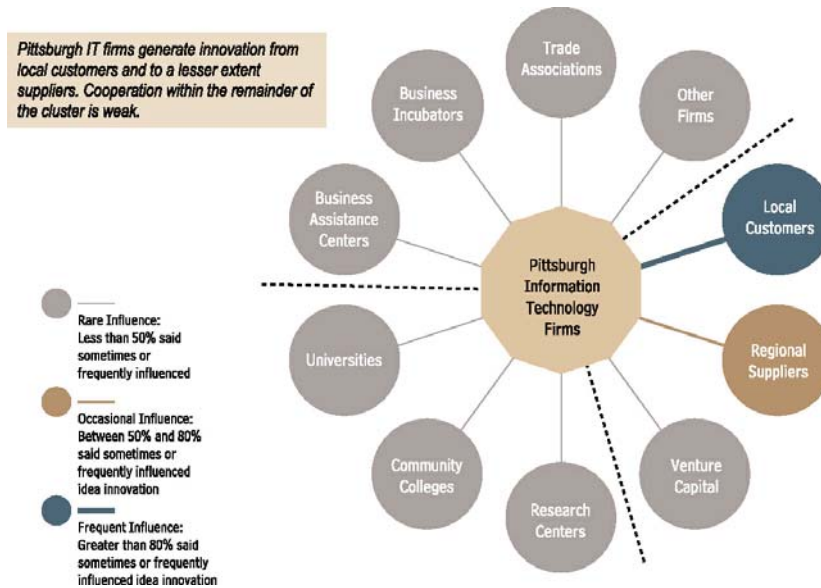 Pittsburgh IT firms generate innovation from
local customers and to a lesser extent
suppliers. Cooperation within the remainder of
the cluster is weak.
Trade
Associations
Business
Incubators
Other
Firms
Business
Assistance
Centers
Local
Customers
Pittsburgh
Information
Technology
Firms
Universities
Regional
Suppliers
Community
Colleges
Research
Centers
Venture
Capital
Rare Influence:
Less than 50% said
sometimes or
frequently influenced
Occasional Influence:
Between 50% and 80%
said sometimes or
frequently influenced
idea innovation
Frequent Influence:
Greater than 80% said
sometimes or frequently
influenced idea innovation